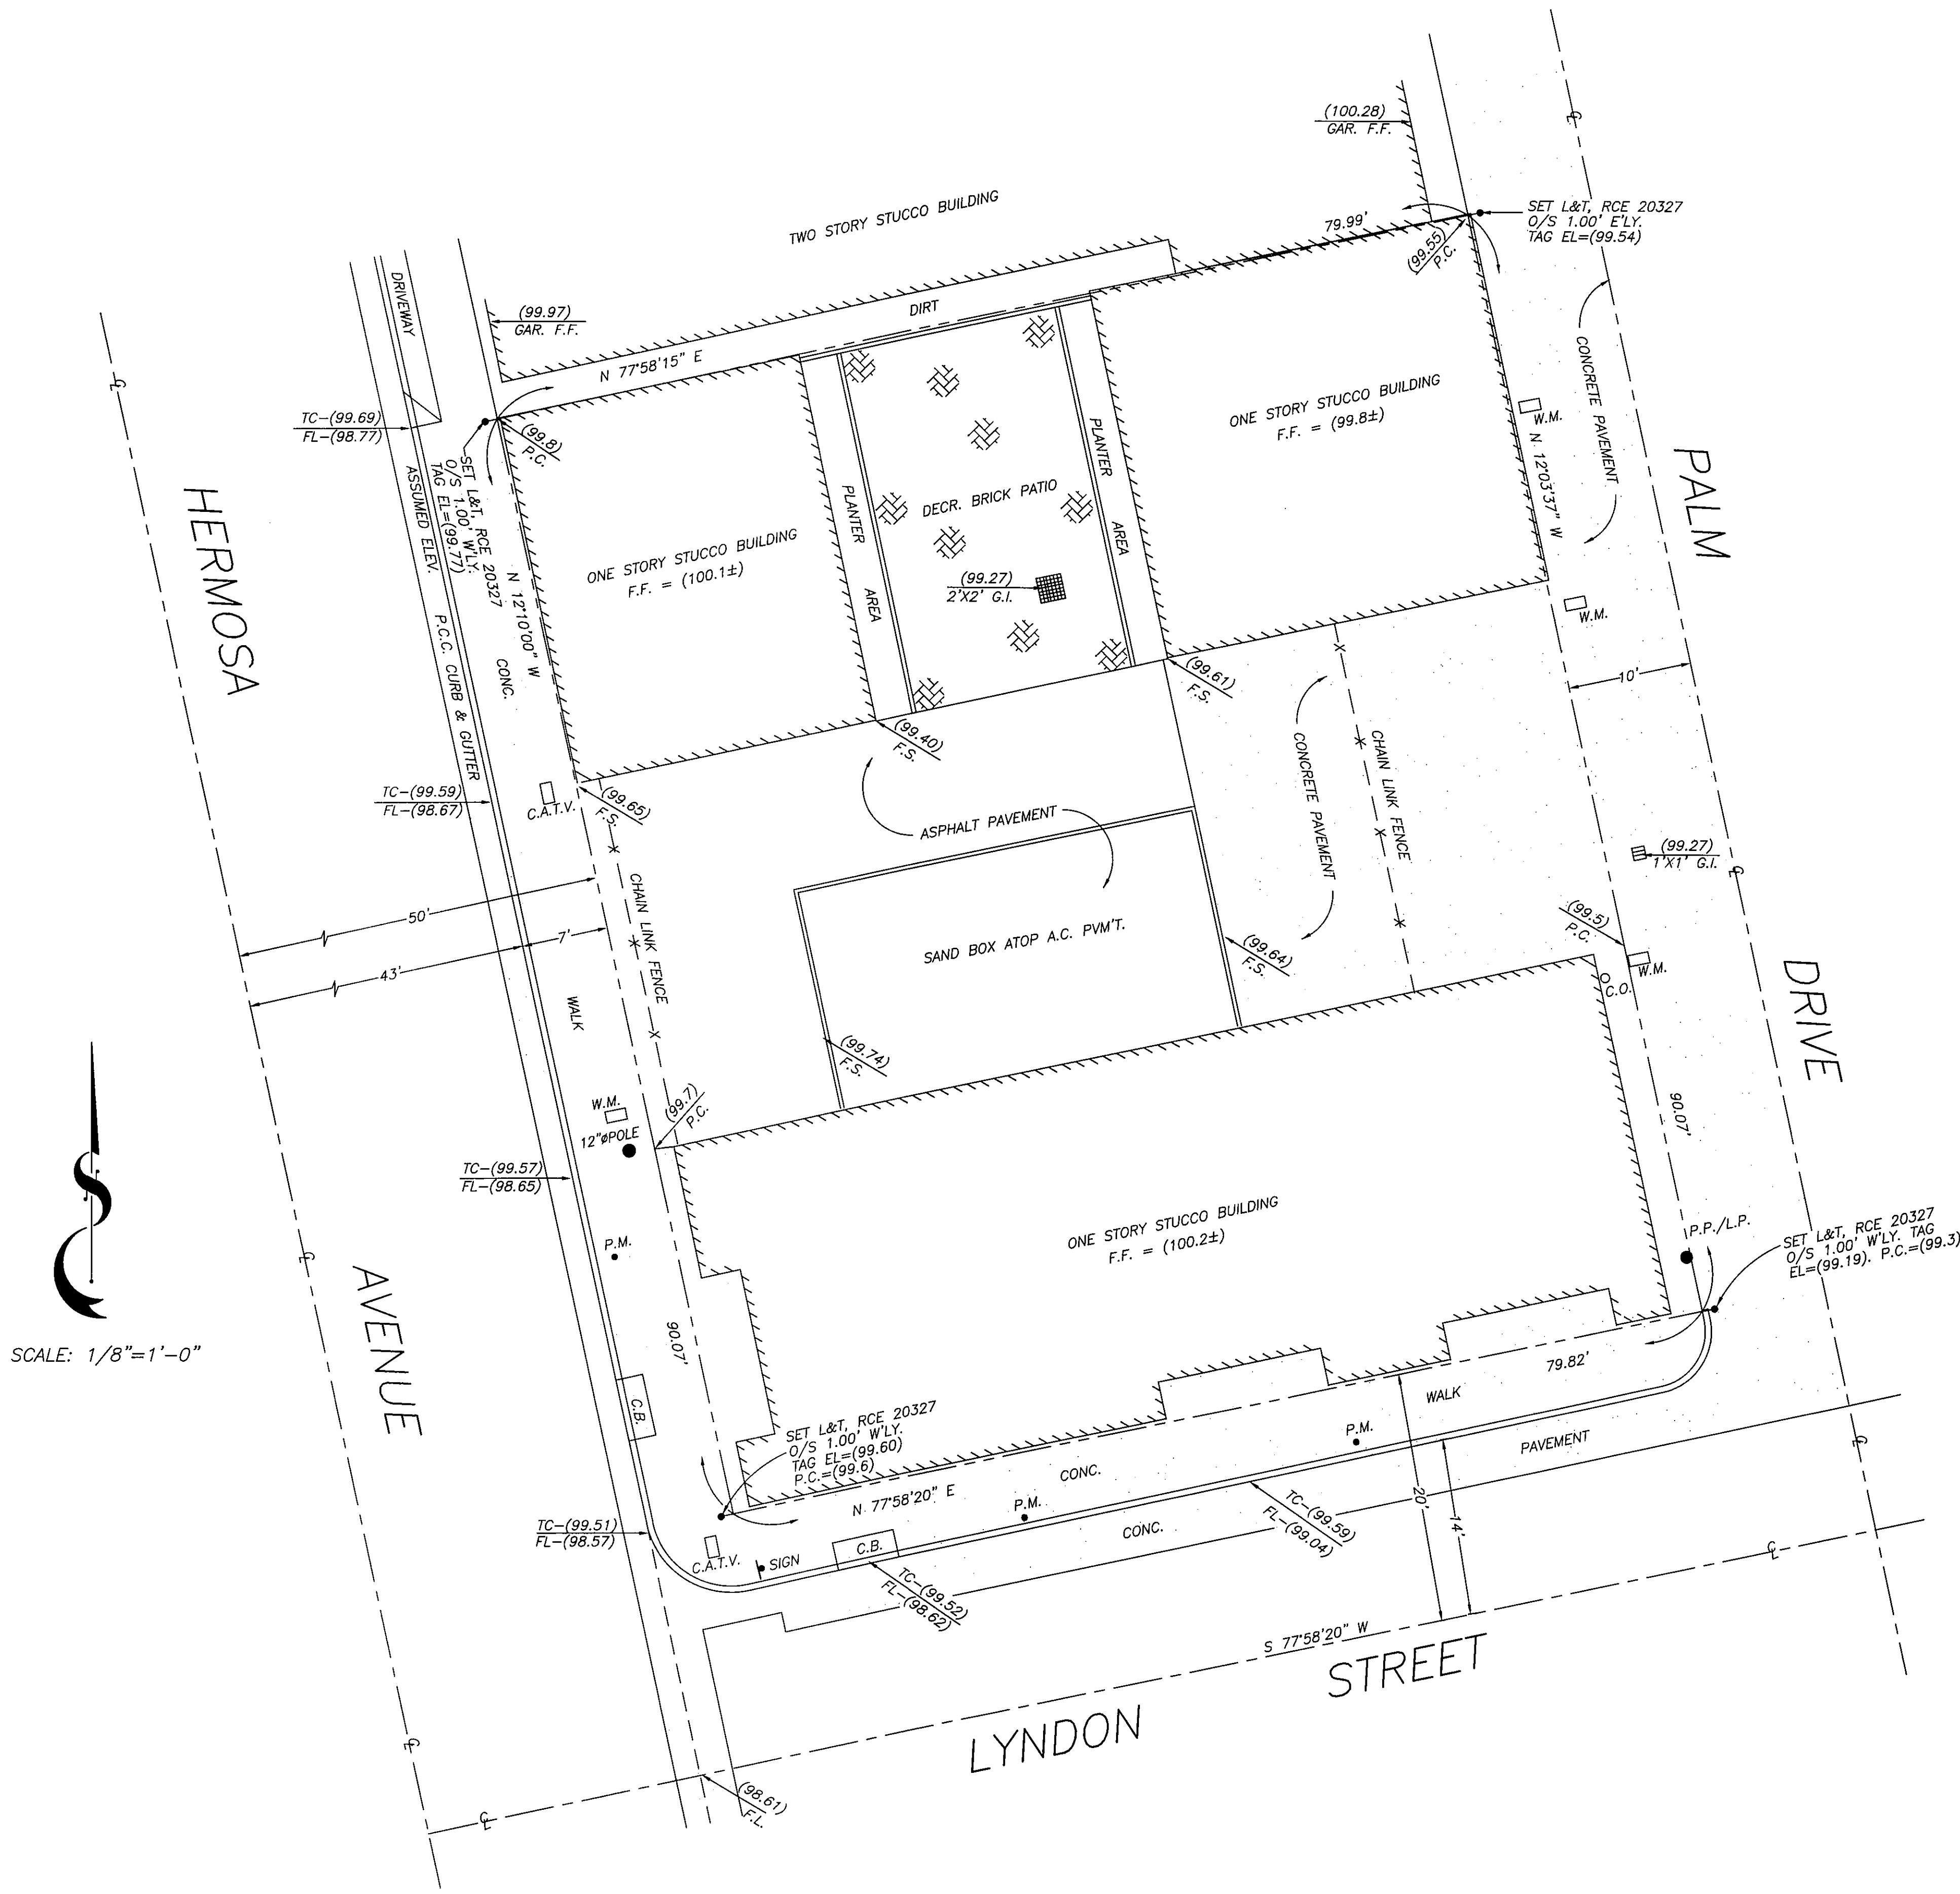 (100.28)
GAR. F.F.
℄
TWO STORY STUCCO BUILDING
79.99'
SET L&T, RCE 20327
O/S 1.00' E'LY.
TAG EL=(99.54)
(99.55)
P.C.
DRIVEWAY
(99.97)
GAR. F.F.
DIRT
N 77°58'15" E
℄
TC-(99.69)
FL-(98.77)
(99.8)
P.C.
SET L&T, RCE 20327
O/S 1.00' W'LY.
TAG EL=(99.77)
ASSUMED ELEV.
ONE STORY STUCCO BUILDING
F.F. = (99.8±)
W.M.
CONCRETE PAVEMENT
N 12°03'37" W
PLANTER
AREA
PLANTER
AREA
DECR. BRICK PATIO
(99.27)
2'X2' G.I.
ONE STORY STUCCO BUILDING
F.F. = (100.1±)
N 12°10'00" W
CONC.
P.C.C. CURB & GUTTER
HERMOSA
PALM
W.M.
10'
(99.61)
F.S.
(99.40)
F.S.
TC-(99.59)
FL-(98.67)
C.A.T.V.
(99.65)
F.S.
ASPHALT PAVEMENT
CONCRETE PAVEMENT
CHAIN LINK FENCE
(99.27)
1'X1' G.I.
℄
50'
7'
43'
CHAIN LINK FENCE
SAND BOX ATOP A.C. PVM'T.
(99.64)
F.S.
(99.5)
P.C.
W.M.
C.O.
WALK
(99.74)
F.S.
DRIVE
W.M.
12"øPOLE
(99.7)
P.C.
90.07'
TC-(99.57)
FL-(98.65)
P.M.
ONE STORY STUCCO BUILDING
F.F. = (100.2±)
P.P./L.P.
SET L&T, RCE 20327
O/S 1.00' W'LY. TAG
EL=(99.19). P.C.=(99.3)
℄
AVENUE
SCALE: 1/8"=1'-0"
90.07'
79.82'
WALK
C.B.
SET L&T, RCE 20327
O/S 1.00' W'LY.
TAG EL=(99.60)
P.C.=(99.6)
P.M.
PAVEMENT
℄
CONC.
N 77°58'20" E
P.M.
20'
14'
TC-(99.51)
FL-(98.57)
C.A.T.V.
SIGN
C.B.
CONC.
TC-(99.59)
FL-(99.04)
TC-(99.52)
FL-(98.62)
℄
S 77°58'20" W
STREET
LYNDON
℄
(98.61)
F.L.
℄